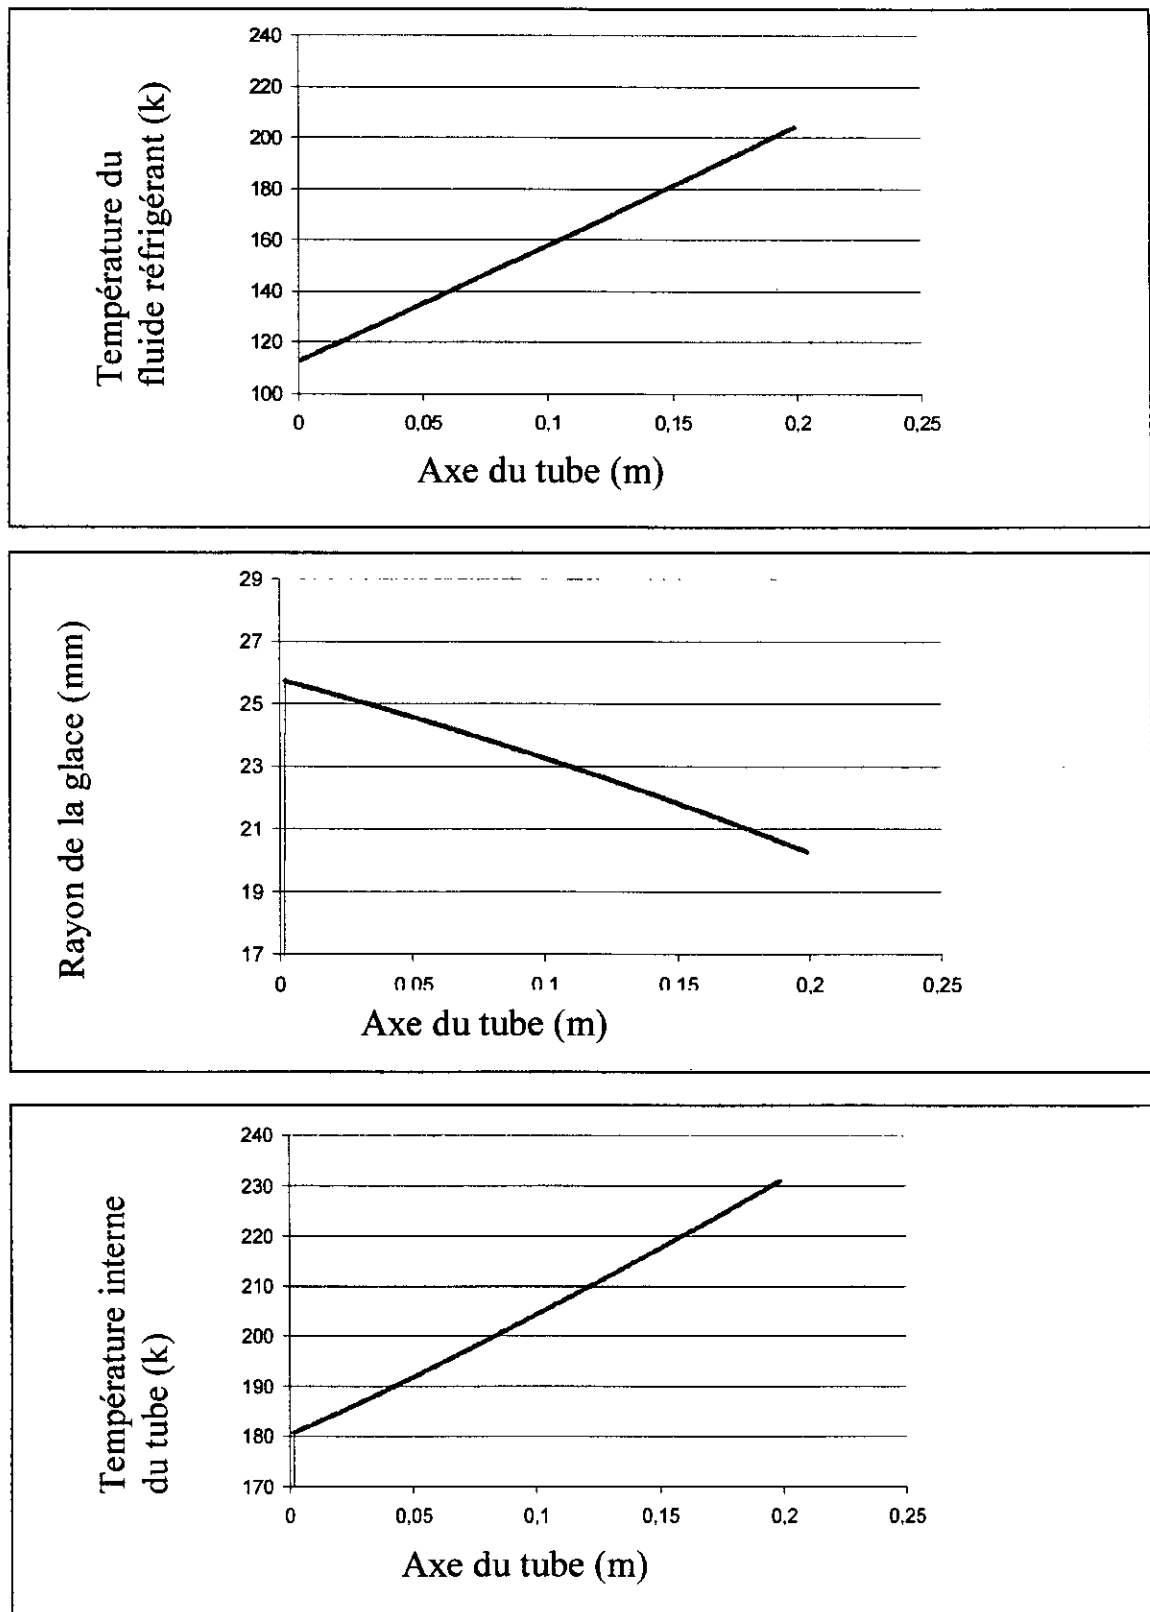 Température du
fluide réfrigérant (k)
240
220
200
180
160
140
120
100
0 0,05 0,1 0,15 0,2 0,25
Axe du tube (m)
Rayon de la glace (mm)
29
27
25
23
21
19
17
0 0,05 0,1 0,15 0,2 0,25
Axe du tube (m)
Température interne
du tube (k)
240
230
220
210
200
190
180
170
0 0,05 0,1 0,15 0,2 0,25
Axe du tube (m)